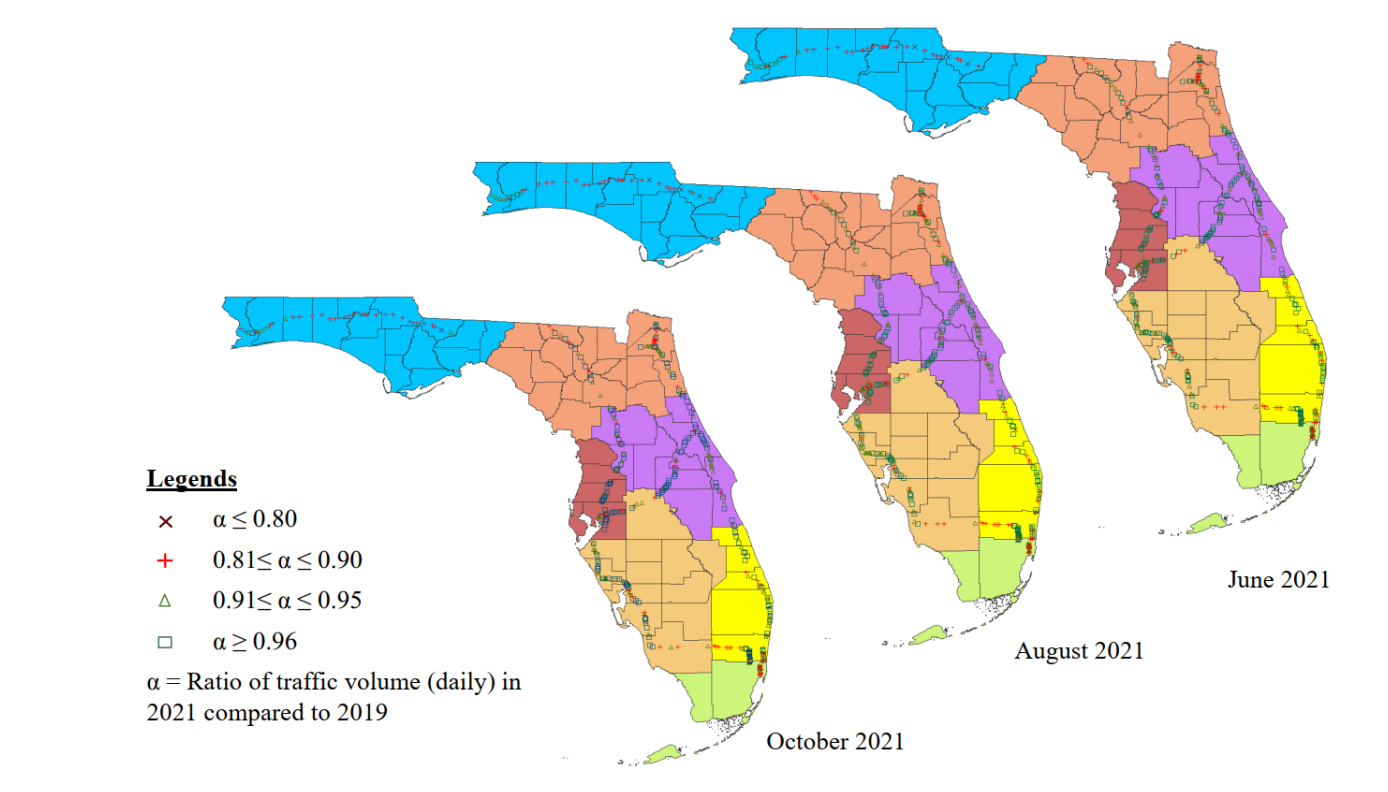 Legends
α ≤ 0.80
0.81≤ α ≤ 0.90
0.91≤ α ≤ 0.95
α ≥ 0.96
α = Ratio of traffic volume (daily) in
2021 compared to 2019
October 2021
August 2021
June 2021